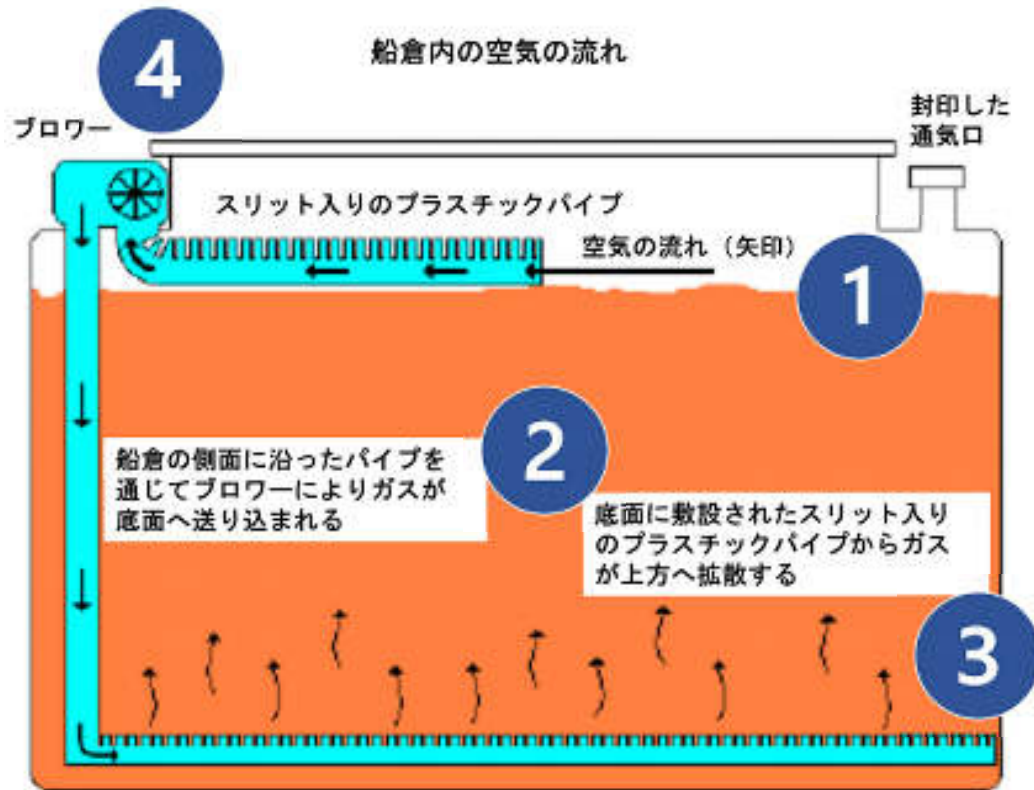 船倉内の空気の流れ
4
ブロワー
封印した
通気口
スリット入りのプラスチックパイプ
空気の流れ（矢印）
1
2
船倉の側面に沿ったパイプを
通じてブロワーによりガスが
底面へ送り込まれる
底面に敷設されたスリット入り
のプラスチックパイプからガス
が上方へ拡散する
3